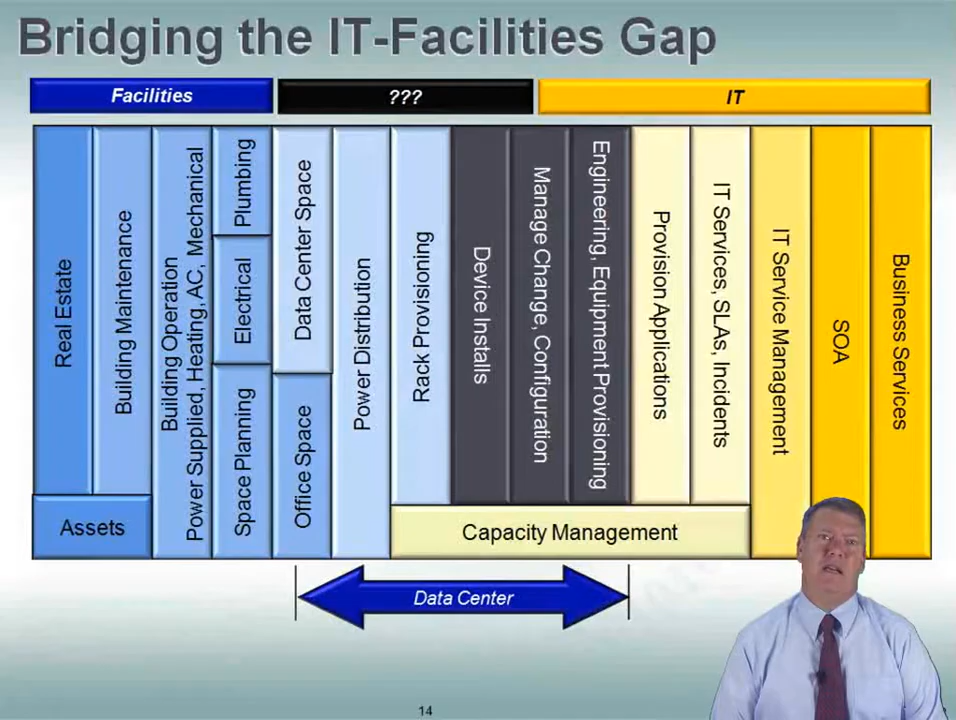 Bridging the IT-Facilities Gap
Facilities
???
IT
Real Estate
Building Maintenance
Assets
Building Operation
Power Supplied, Heating, AC, Mechanical
Plumbing
Electrical
Space Planning
Data Center Space
Office Space
Power Distribution
Rack Provisioning
Device Installs
Manage Change, Configuration
Engineering, Equipment Provisioning
Provision Applications
IT Services, SLAs, Incidents
Capacity Management
IT Service Management
SOA
Business Services
Data Center
14